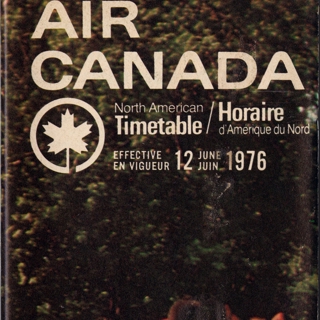 AIR
CANADA
North American / Horaire
Timetable / d'Amérique du Nord
EFFECTIVE 12 JUNE 1976
EN VIGUEUR JUIN